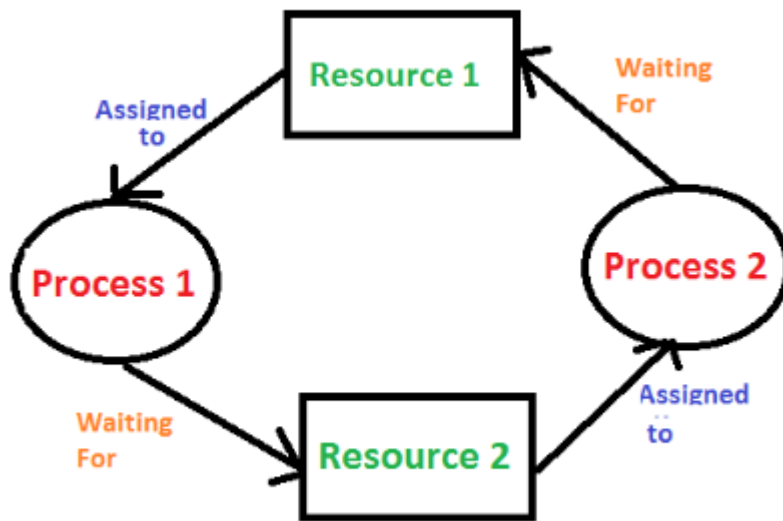 Resource 1
Waiting
For
Assigned
to
Process 1
Process 2
Waiting
For
Resource 2
Assigned
to